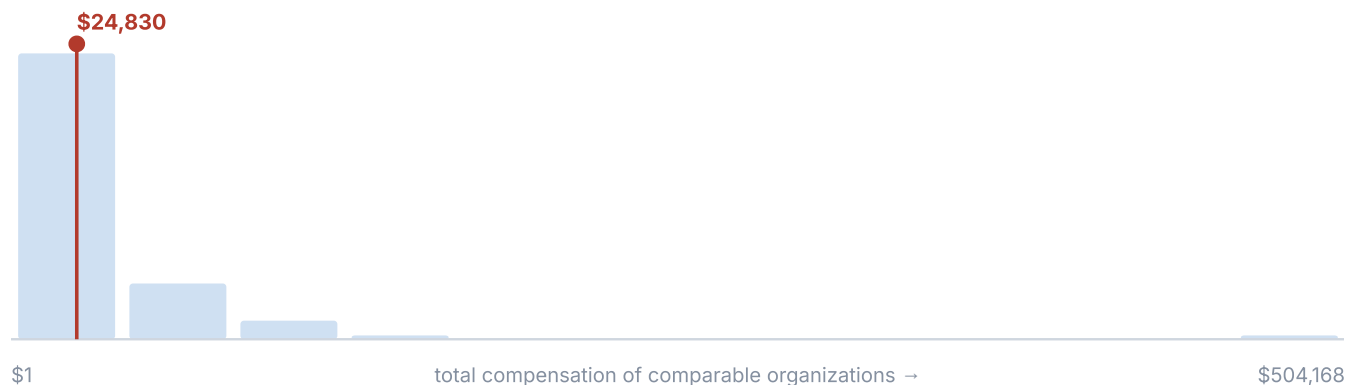 $24,830
$1
total compensation of comparable organizations →
$504,168